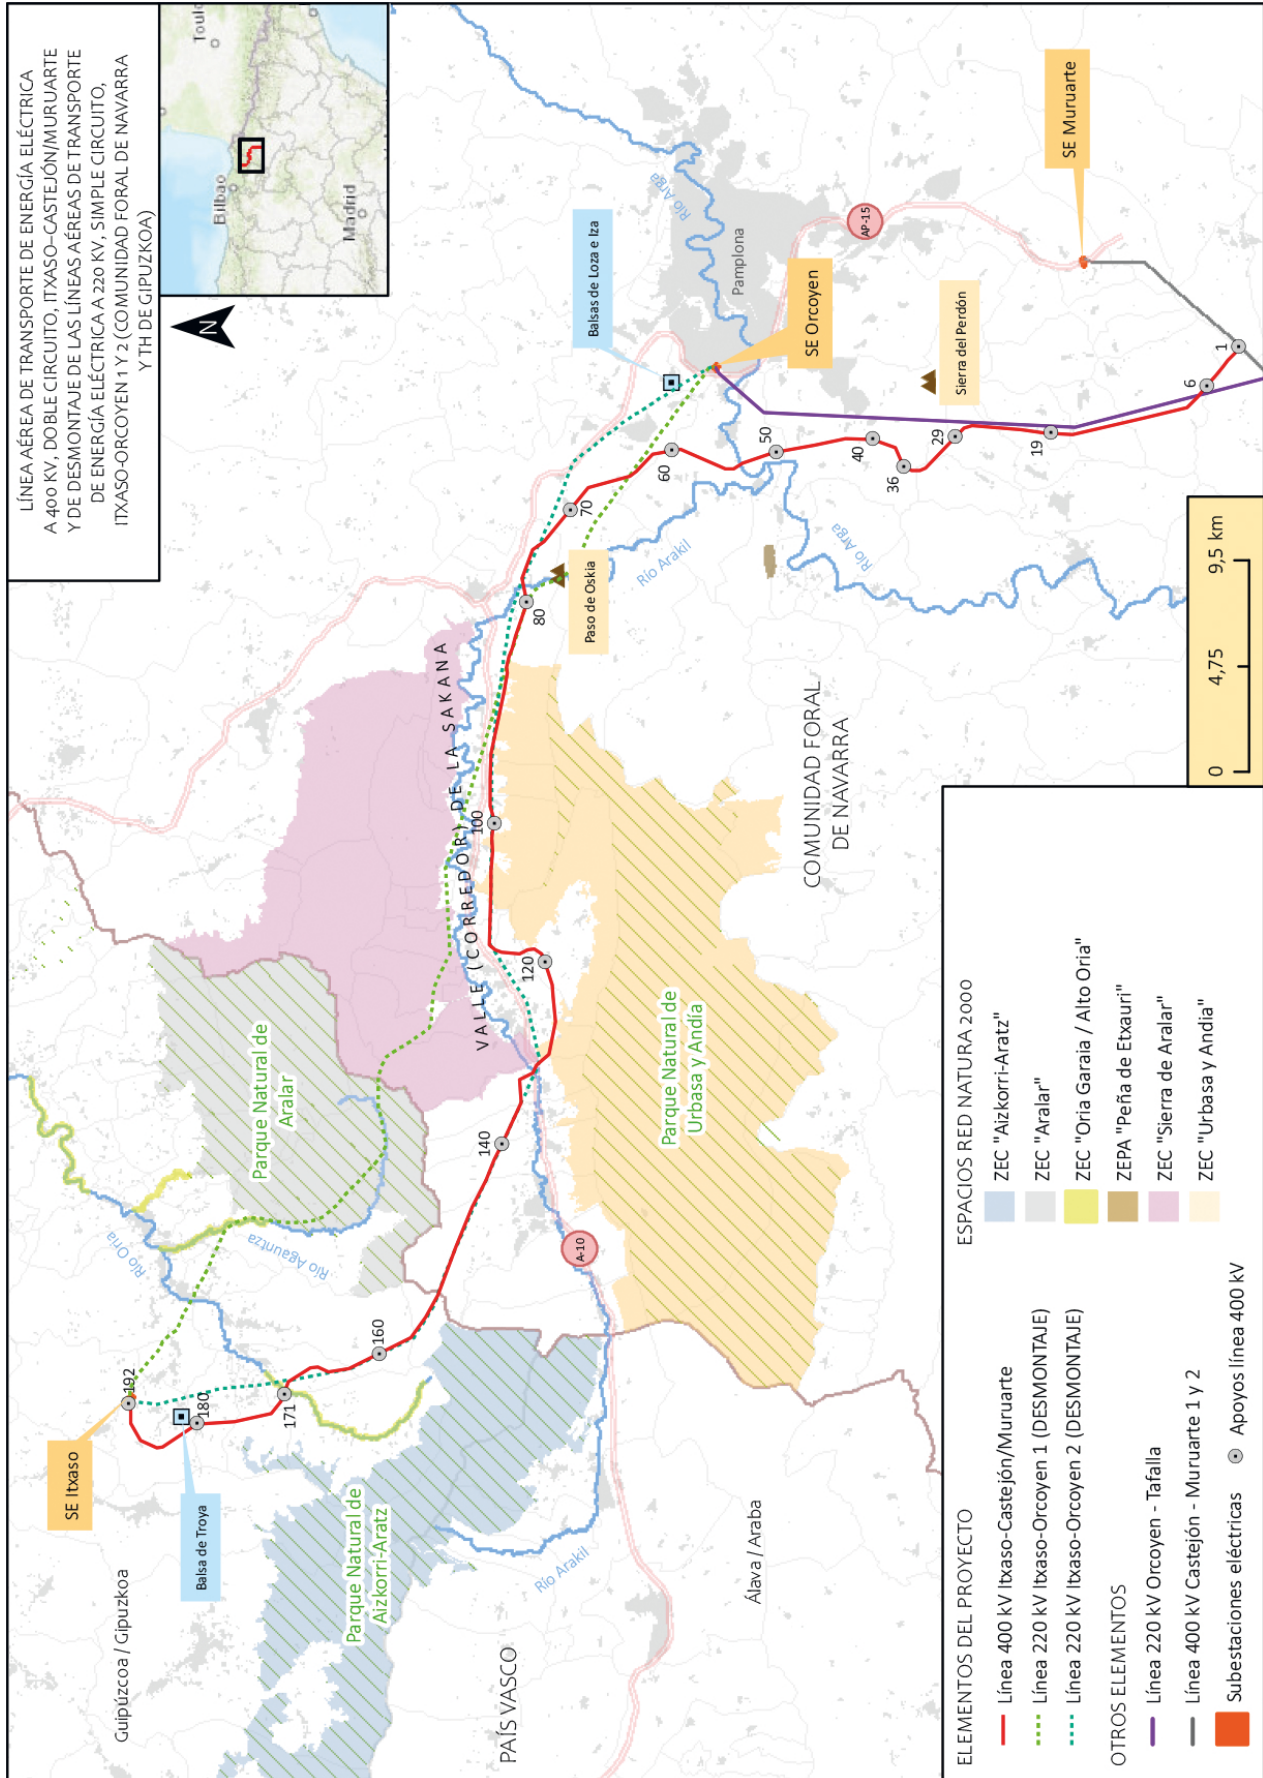 LÍNEA AÉREA DE TRANSPORTE DE ENERGÍA ELÉCTRICA
A 400 KV, DOBLE CIRCUITO, ITXASO-CASTEJÓN/MURUARTE
Y DE DESMONTAJE DE LAS LÍNEAS AÉREAS DE TRANSPORTE
DE ENERGÍA ELÉCTRICA A 220 KV, SIMPLE CIRCUITO,
ITXASO-ORCOYEN 1 Y 2 (COMUNIDAD FORAL DE NAVARRA
Y TH DE GIPUZKOA)
Toulo
Bilbao
Madrid
N
Guipúzcoa / Gipuzkoa
SE Itxaso
192
Balsa de Troya
180
171
160
Río Oria
Río Agauntza
Parque Natural de
Aralar
Parque Natural de
Aizkorri-Aratz
PAÍS VASCO
Río Arakil
Álava / Araba
140
A-10
VALLE (CORREDOR) DE LA SAKANA
120
100
80
70
60
50
40
36
29
19
6
1
Parque Natural de
Urbasa y Andía
COMUNIDAD FORAL
DE NAVARRA
Paso de Oskia
Río Arakil
Río Arga
Balsas de Loza e Iza
Río Arga
Pamplona
SE Orcoyen
AP-15
Sierra del Perdón
SE Muruarte
0
4,75
9,5 km
ELEMENTOS DEL PROYECTO
Línea 400 kV Itxaso-Castejón/Muruarte
Línea 220 kV Itxaso-Orcoyen 1 (DESMONTAJE)
Línea 220 kV Itxaso-Orcoyen 2 (DESMONTAJE)
OTROS ELEMENTOS
Línea 220 kV Orcoyen - Tafalla
Línea 400 kV Castejón - Muruarte 1 y 2
Subestaciones eléctricas
Apoyos línea 400 kV
ESPACIOS RED NATURA 2000
ZEC "Aizkorri-Aratz"
ZEC "Aralar"
ZEC "Oria Garaia / Alto Oria"
ZEPA "Peña de Etxauri"
ZEC "Sierra de Aralar"
ZEC "Urbasa y Andia"